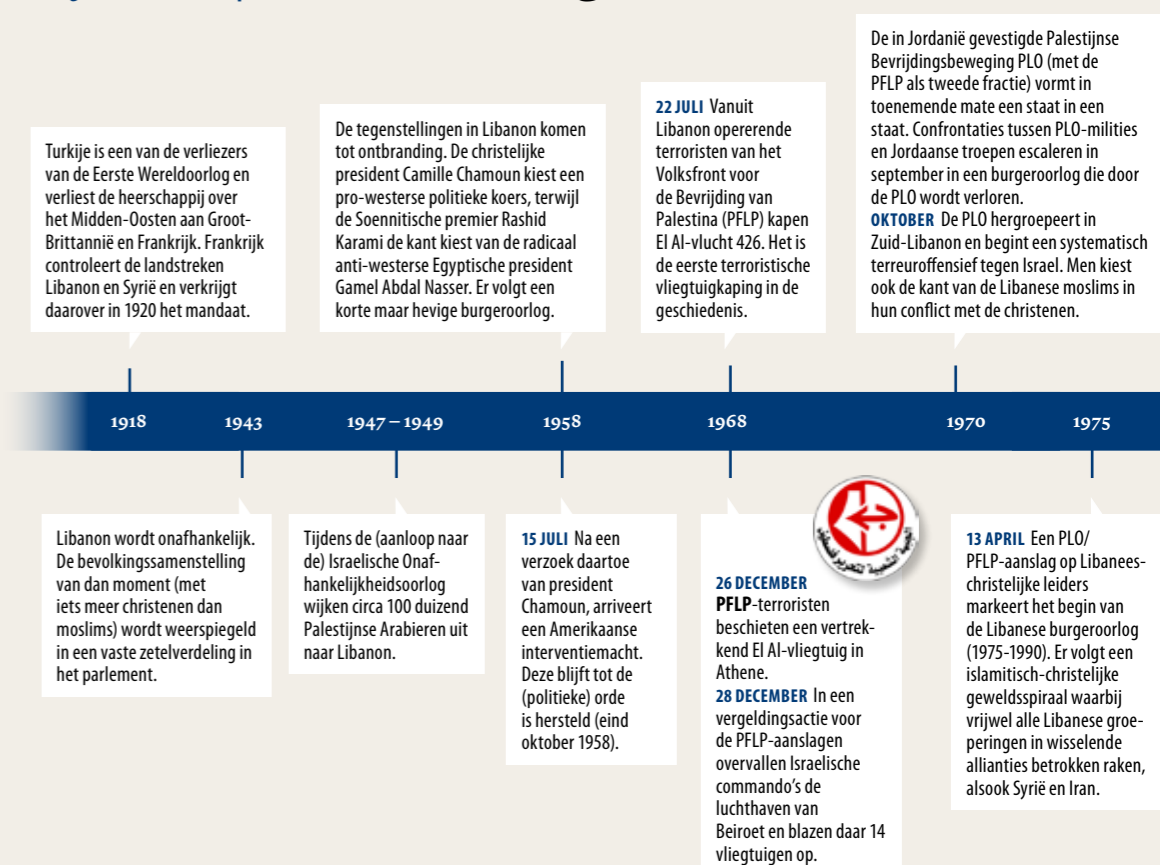 Turkije is een van de verliezers
van de Eerste Wereldoorlog en
verliest de heerschappij over
het Midden-Oosten aan Groot-
Brittannië en Frankrijk. Frankrijk
controleert de landstreken
Libanon en Syrië en verkrijgt
daarover in 1920 het mandaat.
De tegenstellingen in Libanon komen
tot ontbranding. De christelijke
president Camille Chamoun kiest een
pro-westerse politieke koers, terwijl
de Soennitische premier Rashid
Karami de kant kiest van de radicaal
anti-westerse Egyptische president
Gamel Abdal Nasser. Er volgt een
korte maar hevige burgeroorlog.
22 JULI Vanuit
Libanon opererende
terroristen van het
Volksfront voor
de Bevrijding van
Palestina (PFLP) kapen
El Al-vlucht 426. Het is
de eerste terroristische
vliegtuigkaping in de
geschiedenis.
De in Jordanië gevestigde Palestijnse
Bevrijdingsbeweging PLO (met de
PFLP als tweede fractie) vormt in
toenemende mate een staat in een
staat. Confrontaties tussen PLO-milities
en Jordaanse troepen escaleren in
september in een burgeroorlog die door
de PLO wordt verloren.
OKTOBER De PLO hergroepeert in
Zuid-Libanon en begint een systematisch
terreuroffensief tegen Israel. Men kiest
ook de kant van de Libanese moslims in
hun conflict met de christenen.
1918 1943 1947–1949 1958 1968 1970 1975
Libanon wordt onafhankelijk.
De bevolkingssamenstelling
van dan moment (met
iets meer christenen dan
moslims) wordt weerspiegeld
in een vaste zetelverdeling in
het parlement.
Tijdens de (aanloop naar
de) Israelische Onaf-
hankelijkheidsoorlog
wijken circa 100 duizend
Palestijnse Arabieren uit
naar Libanon.
15 JULI Na een
verzoek daartoe
van president
Chamoun, arriveert
een Amerikaanse
interventiemacht.
Deze blijft tot de
(politieke) orde
is hersteld (eind
oktober 1958).
الجبهة الشعبية لتحرير فلسطين
26 DECEMBER
PFLP-terroristen
beschieten een vertrek-
kend El Al-vliegtuig in
Athene.
28 DECEMBER In een
vergeldingsactie voor
de PFLP-aanslagen
overvallen Israelische
commando's de
luchthaven van
Beiroet en blazen daar 14
vliegtuigen op.
13 APRIL Een PLO/
PFLP-aanslag op Libanees-
christelijke leiders
markeert het begin van
de Libanese burgeroorlog
(1975-1990). Er volgt een
islamitisch-christelijke
geweldsspiraal waarbij
vrijwel alle Libanese groe-
peringen in wisselende
allianties betrokken raken,
alsook Syrië en Iran.